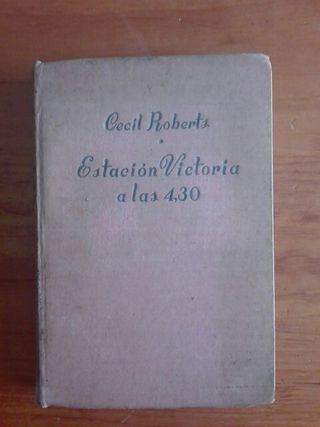 Cecil Roberts
•
Estación Victoria
a las 4,30